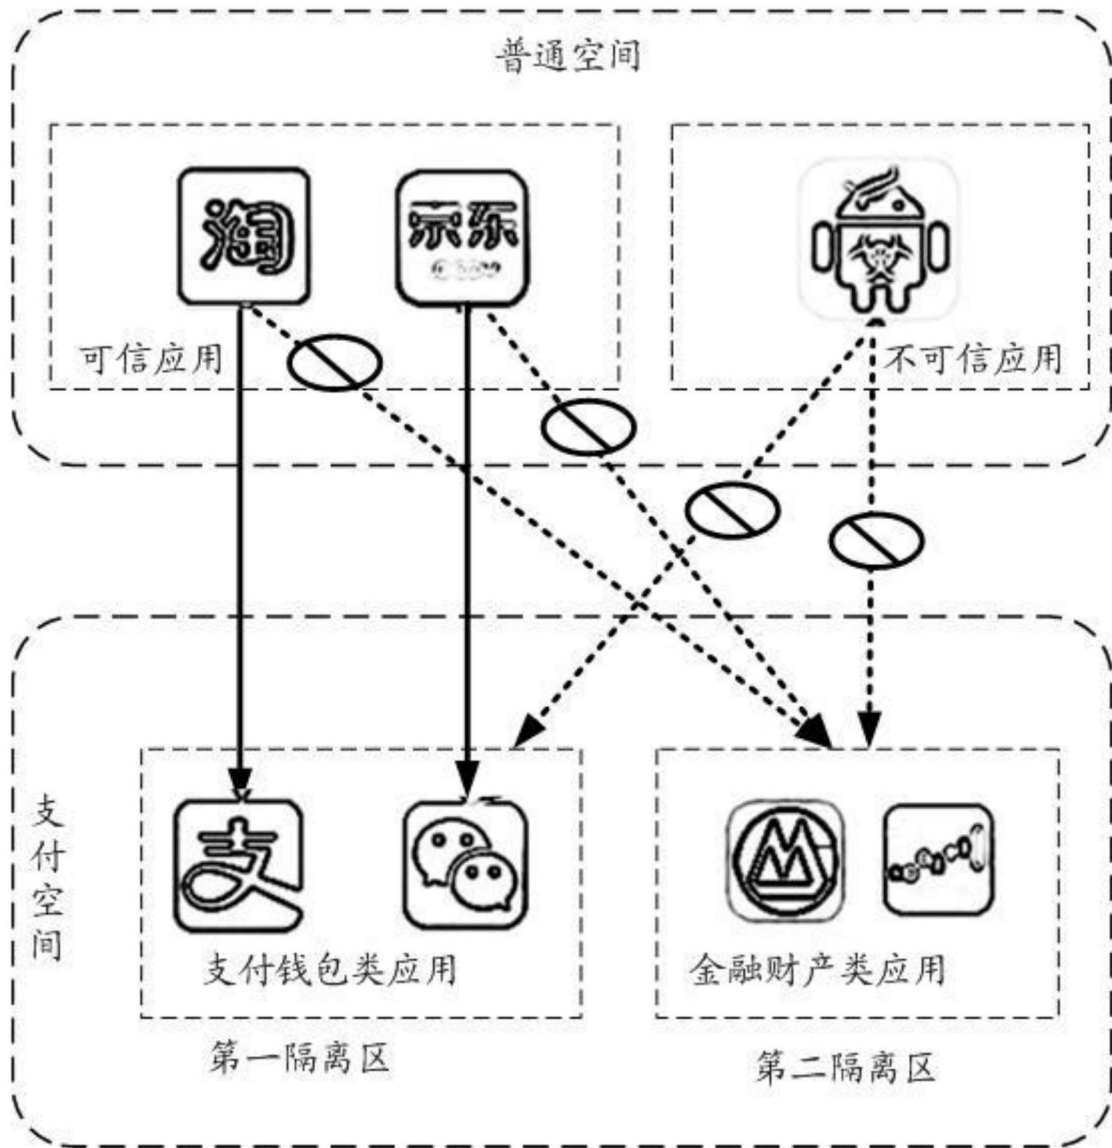 普通空间
淘
京东
可信应用
不可信应用
支付空间
支
支付钱包类应用
金融财产类应用
第一隔离区
第二隔离区